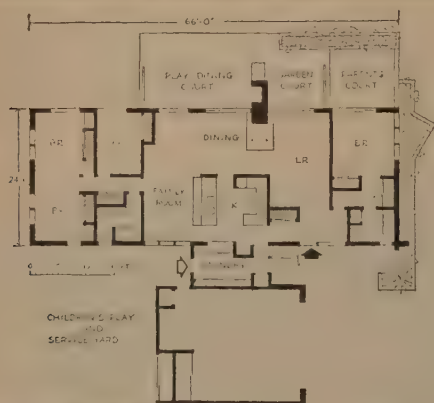 66'-0"
PLAY DINING
COURT
GARDEN
COURT
PARENTS
COURT
BR
DINING
LR
BR
24'
FAMILY
ROOM
K
CHILDREN'S PLAY
AND
SERVICE YARD